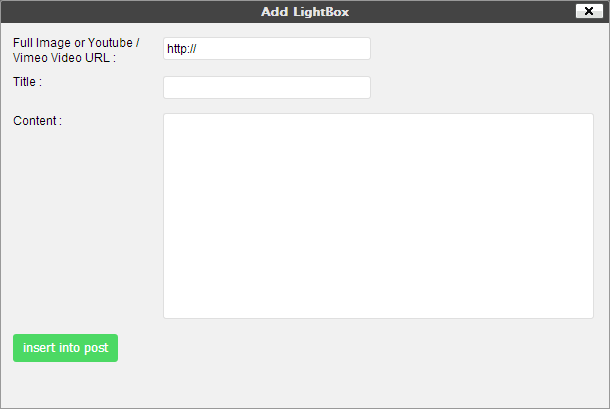 Add LightBox
Full Image or Youtube /
Vimeo Video URL :
http://
Title :
Content :
insert into post